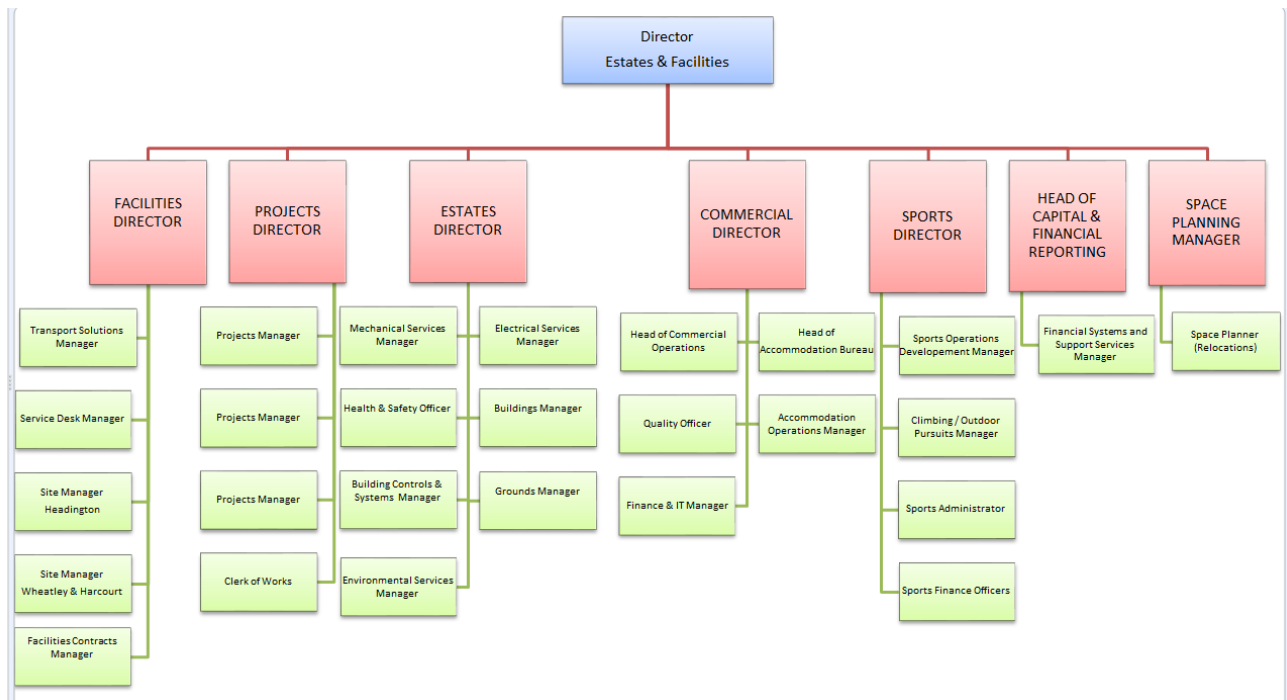 Director
Estates & Facilities
FACILITIES
DIRECTOR
PROJECTS
DIRECTOR
ESTATES
DIRECTOR
COMMERCIAL
DIRECTOR
SPORTS
DIRECTOR
HEAD OF
CAPITAL &
FINANCIAL
REPORTING
SPACE
PLANNING
MANAGER
Transport Solutions
Manager
Service Desk Manager
Site Manager
Headington
Site Manager
Wheatley & Harcourt
Facilities Contracts
Manager
Projects Manager
Projects Manager
Projects Manager
Clerk of Works
Mechanical Services
Manager
Electrical Services
Manager
Health & Safety Officer
Buildings Manager
Building Controls &
Systems Manager
Grounds Manager
Environmental Services
Manager
Head of Commercial
Operations
Head of
Accommodation Bureau
Quality Officer
Accommodation
Operations Manager
Finance & IT Manager
Sports Operations
Developement Manager
Climbing / Outdoor
Pursuits Manager
Sports Administrator
Sports Finance Officers
Financial Systems and
Support Services
Manager
Space Planner
(Relocations)